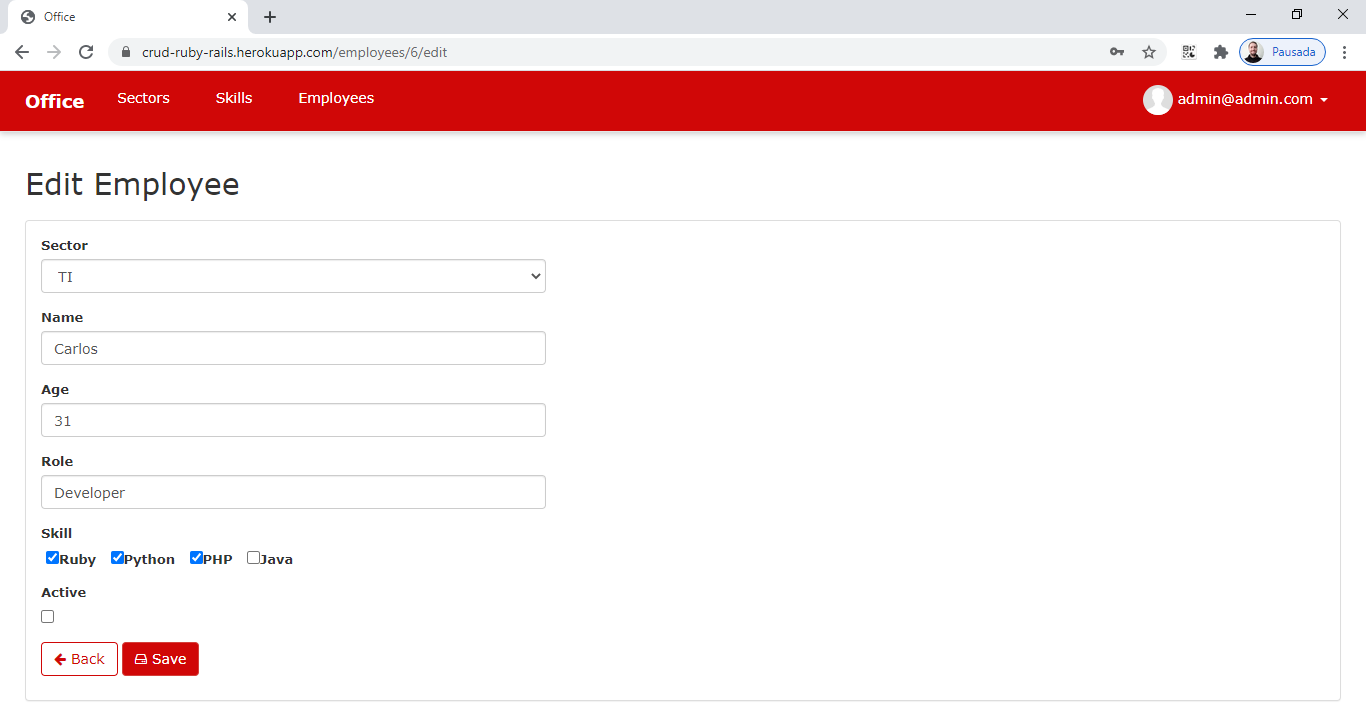 Office
crud-ruby-rails.herokuapp.com/employees/6/edit
Pausada
Office Sectors Skills Employees admin@admin.com
Edit Employee
Sector
TI
Name
Carlos
Age
31
Role
Developer
Skill
Ruby Python PHP Java
Active
Back Save